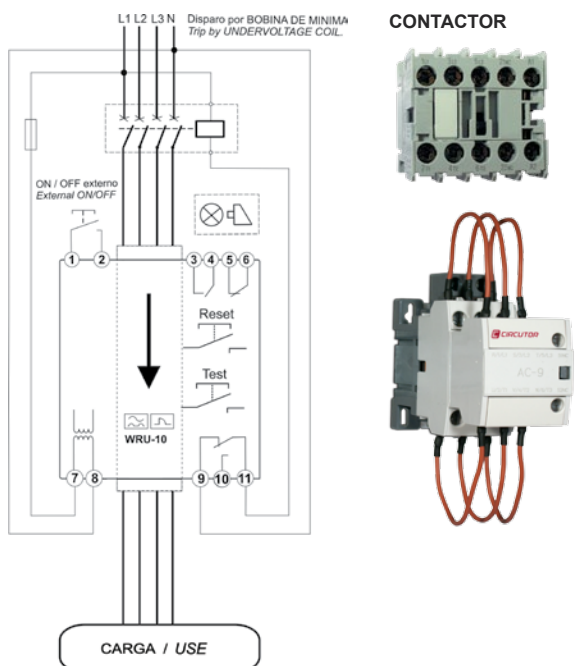 L1 L2 L3 N
Disparo por BOBINA DE MINIMA
Trip by UNDERVOLTAGE COIL.
CONTACTOR
ON / OFF externo
External ON/OFF
1 2 3 4 5 6
Reset
Test
WRU-10
7 8 9 10 11
CARGA / USE
CIRCUTOR
AC-9